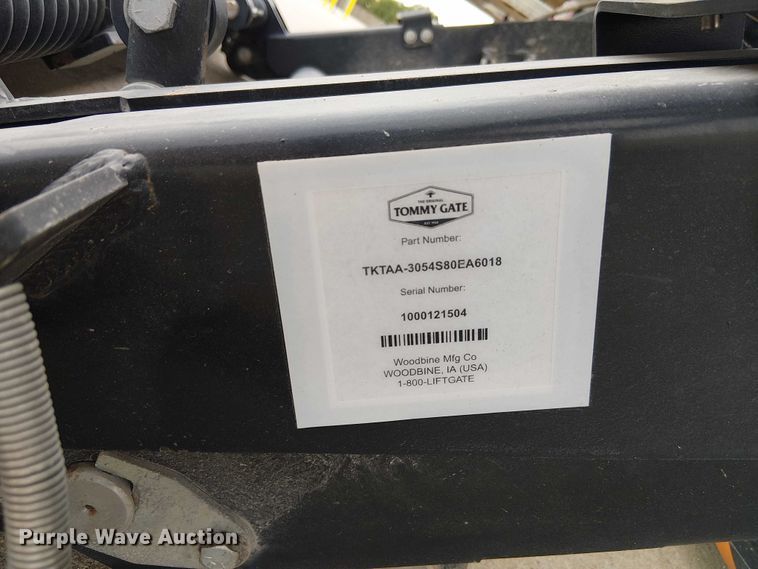 THE ORIGINAL
TOMMY GATE
Part Number:
TKTAA-3054S80EA6018
Serial Number:
1000121504
Woodbine Mfg Co
WOODBINE, IA (USA)
1-800-LIFTGATE
Purple Wave Auction